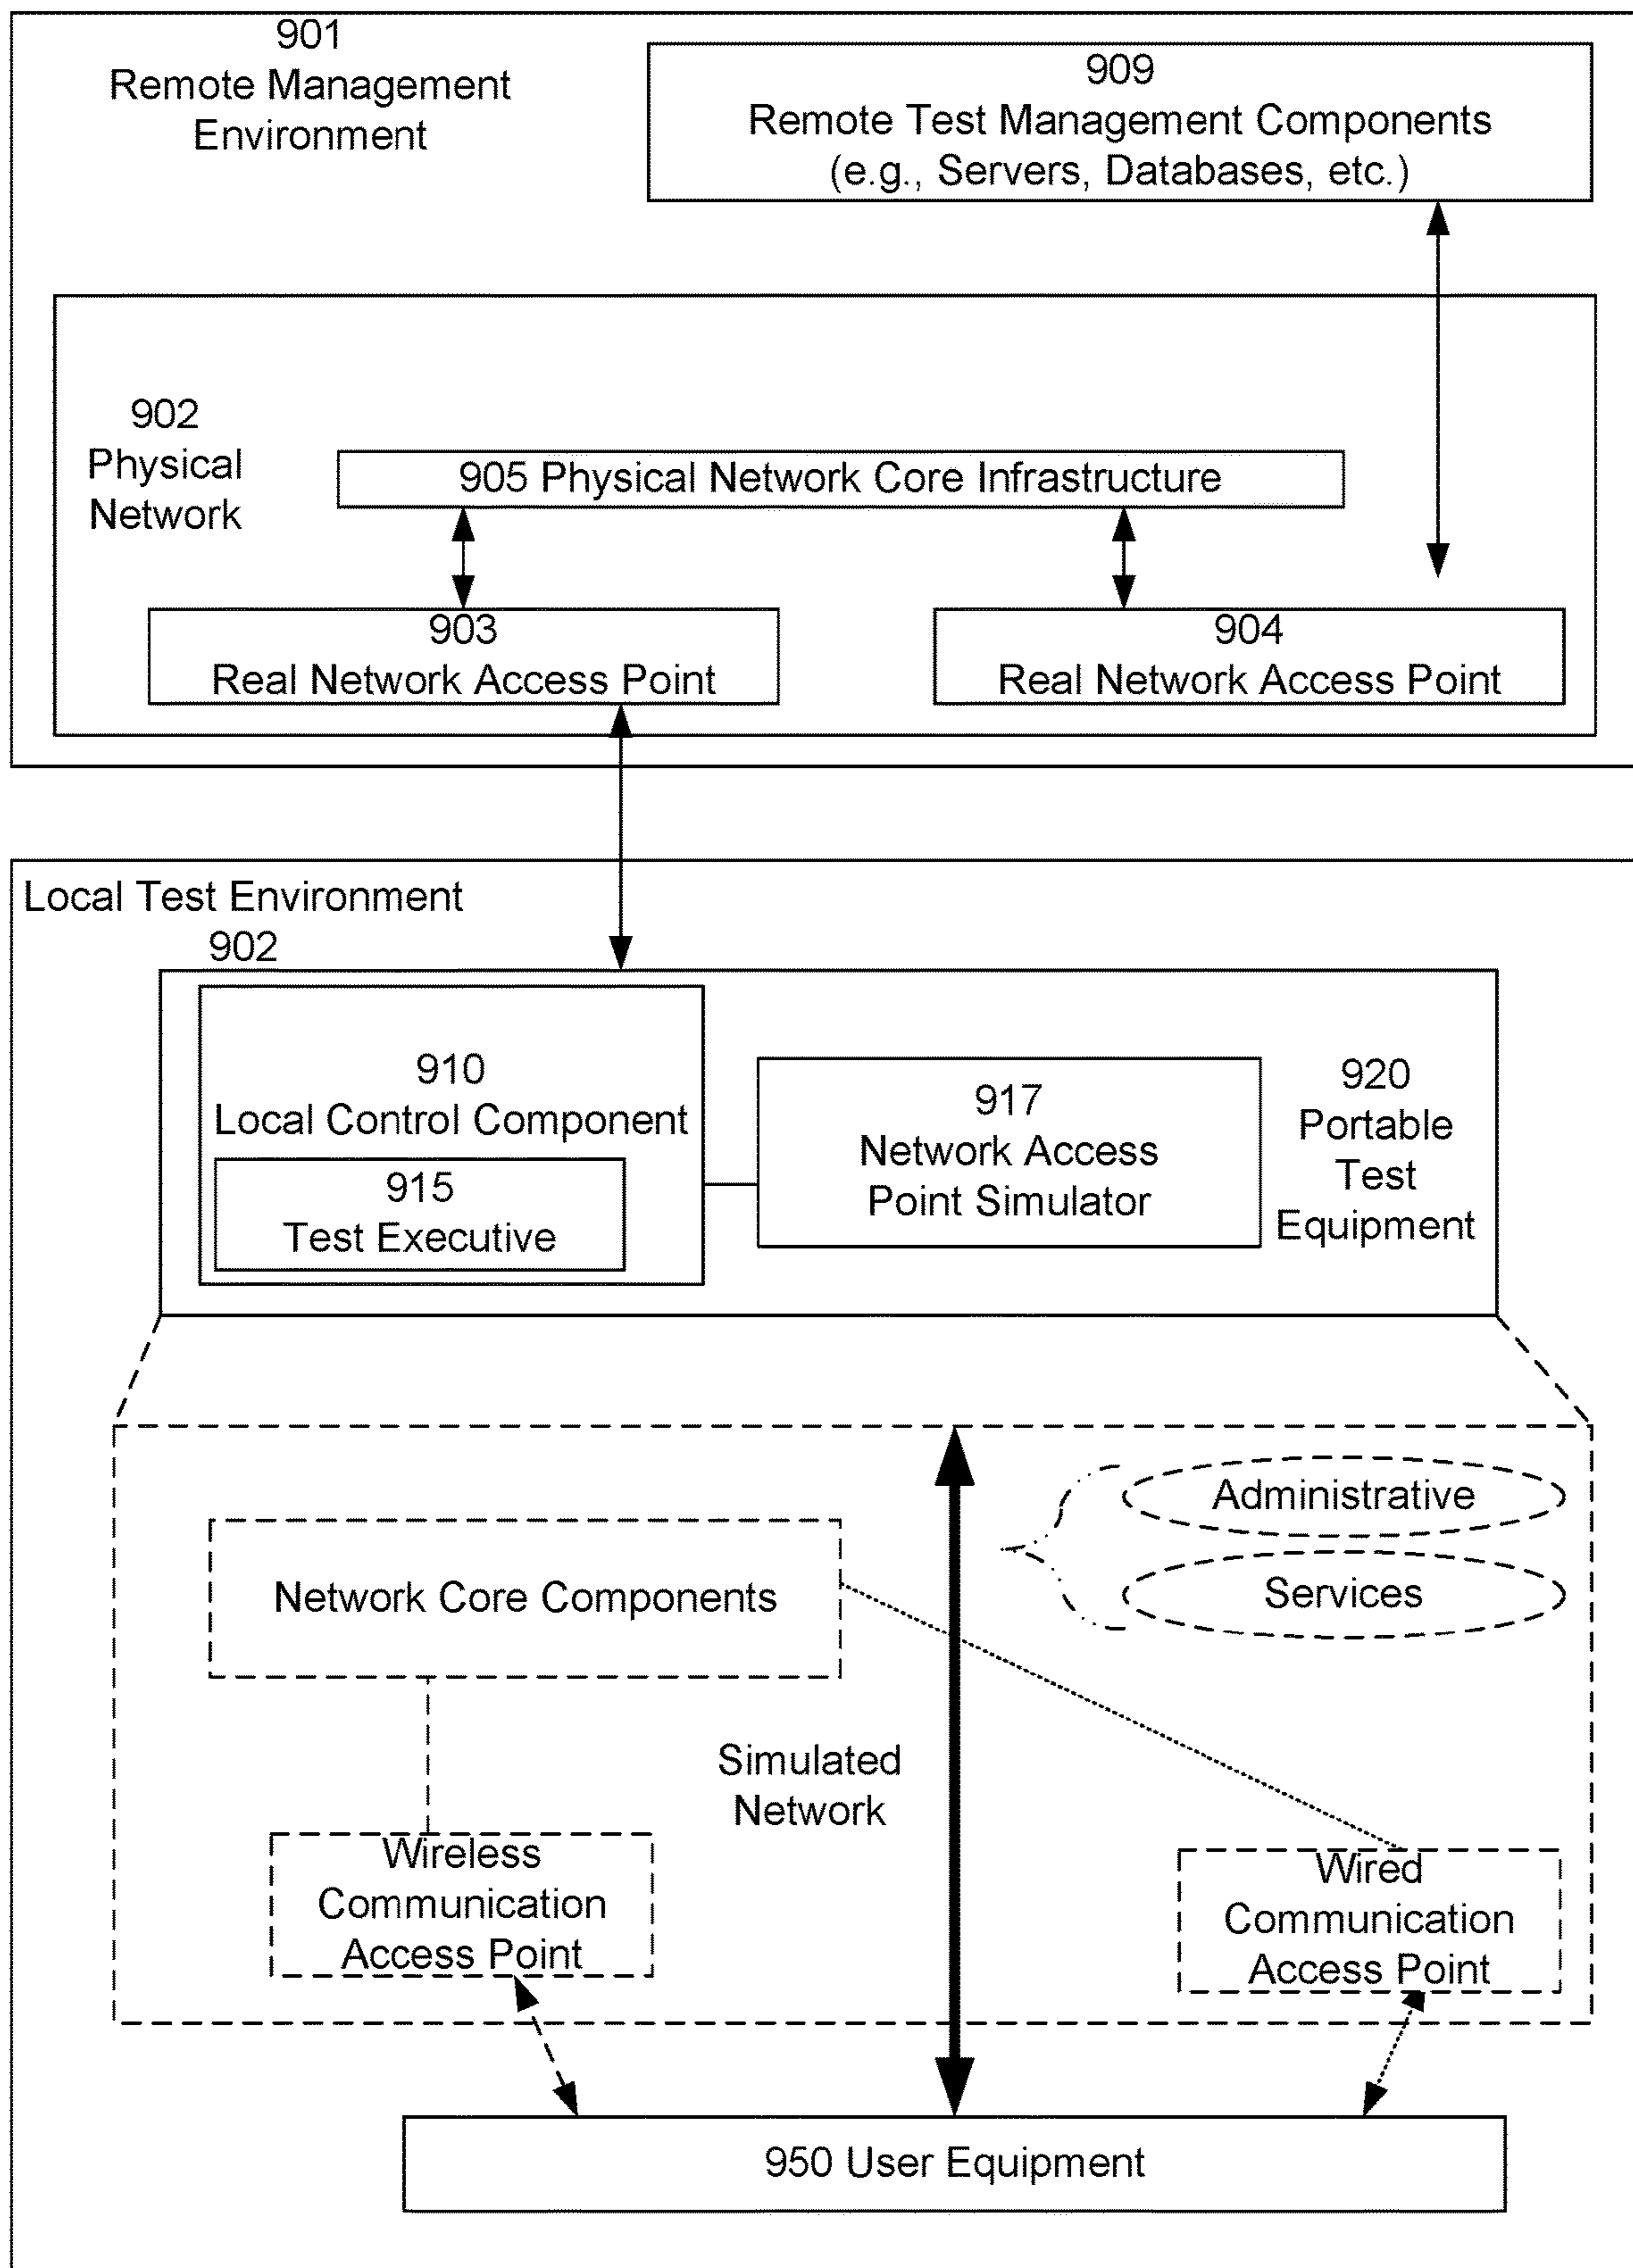 901
Remote Management
Environment
909
Remote Test Management Components
(e.g., Servers, Databases, etc.)
902
Physical
Network
905 Physical Network Core Infrastructure
903
Real Network Access Point
904
Real Network Access Point
Local Test Environment
902
910
Local Control Component
915
Test Executive
917
Network Access
Point Simulator
920
Portable
Test
Equipment
Administrative
Services
Network Core Components
Simulated
Network
Wireless
Communication
Access Point
Wired
Communication
Access Point
950 User Equipment